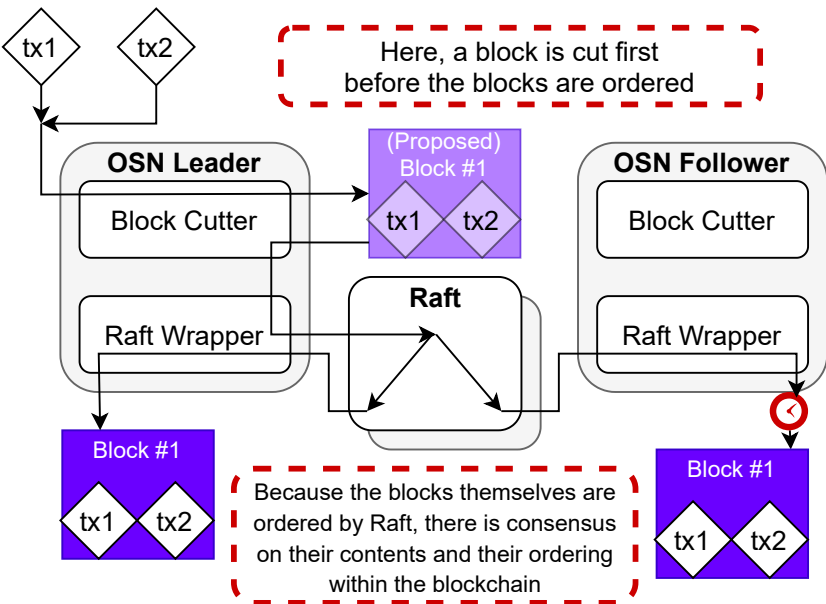 tx1
tx2
Here, a block is cut first
before the blocks are ordered
OSN Leader
Block Cutter
Raft Wrapper
(Proposed)
Block #1
tx1
tx2
Raft
OSN Follower
Block Cutter
Raft Wrapper
Block #1
tx1
tx2
Because the blocks themselves are
ordered by Raft, there is consensus
on their contents and their ordering
within the blockchain
Block #1
tx1
tx2